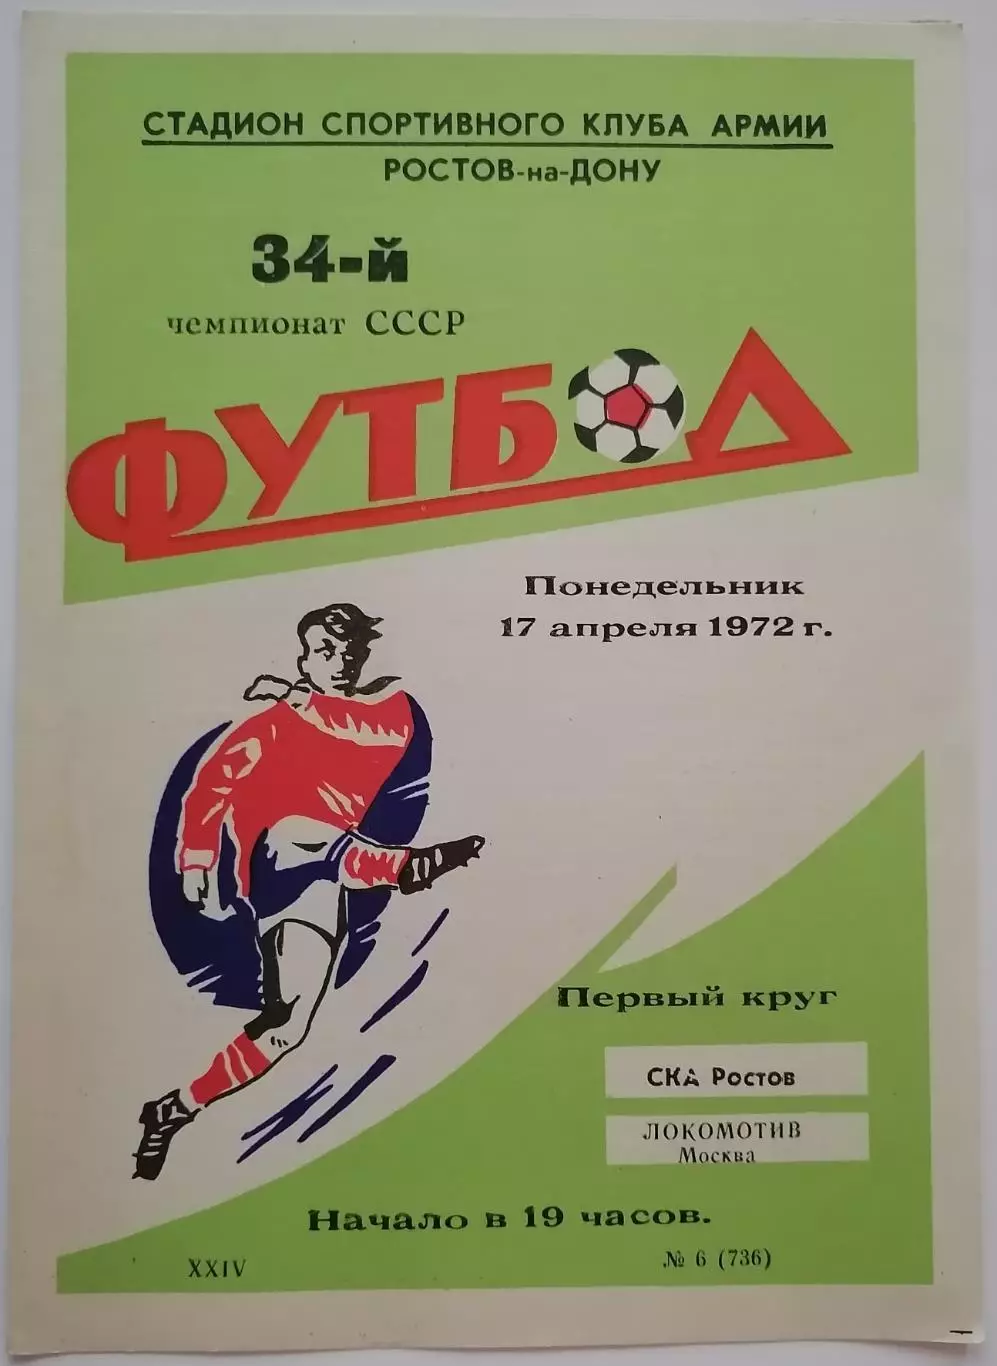 СТАДИОН СПОРТИВНОГО КЛУБА АРМИИ
РОСТОВ-на-ДОНУ
34-й
чемпионат СССР
ФУТБОЛ
Понедельник
17 апреля 1972 г.
Первый круг
СКА Ростов
ЛОКОМОТИВ
Москва
Начало в 19 часов.
XXIV
№ 6 (736)